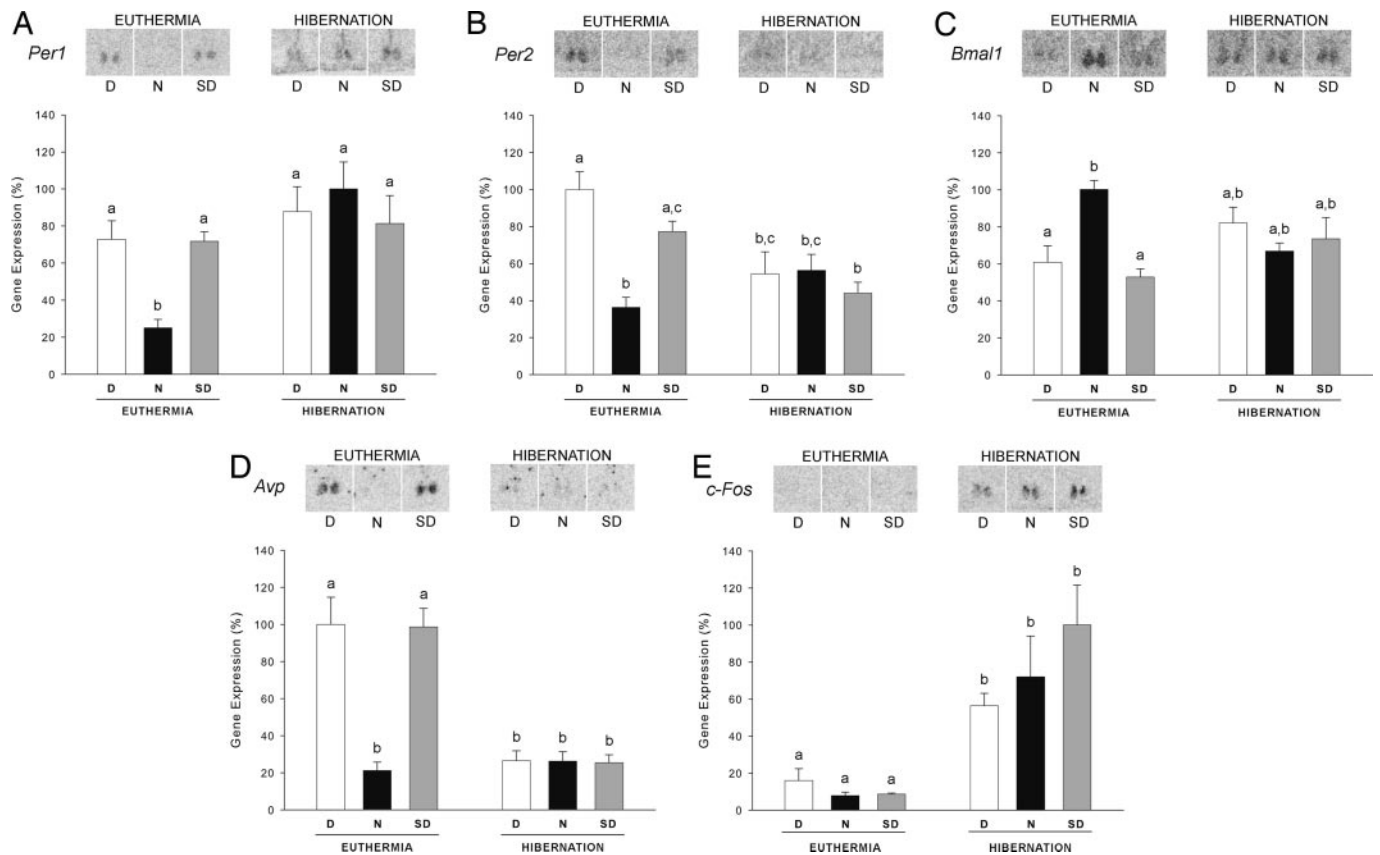 A
EUTHERMIA HIBERNATION
Per1
D N SD D N SD
Gene Expression (%)
140
120
100
80
60
40
20
0
a b a a a a
D N SD D N SD
EUTHERMIA HIBERNATION
B
EUTHERMIA HIBERNATION
Per2
D N SD D N SD
Gene Expression (%)
140
120
100
80
60
40
20
0
a b a,c b,c b,c b
D N SD D N SD
EUTHERMIA HIBERNATION
C
EUTHERMIA HIBERNATION
Bmal1
D N SD D N SD
Gene Expression (%)
140
120
100
80
60
40
20
0
a b a a,b a,b a,b
D N SD D N SD
EUTHERMIA HIBERNATION
D
EUTHERMIA HIBERNATION
Avp
D N SD D N SD
Gene Expression (%)
140
120
100
80
60
40
20
0
a b a b b b
D N SD D N SD
EUTHERMIA HIBERNATION
E
EUTHERMIA HIBERNATION
c-Fos
D N SD D N SD
Gene Expression (%)
140
120
100
80
60
40
20
0
a a a b b b
D N SD D N SD
EUTHERMIA HIBERNATION